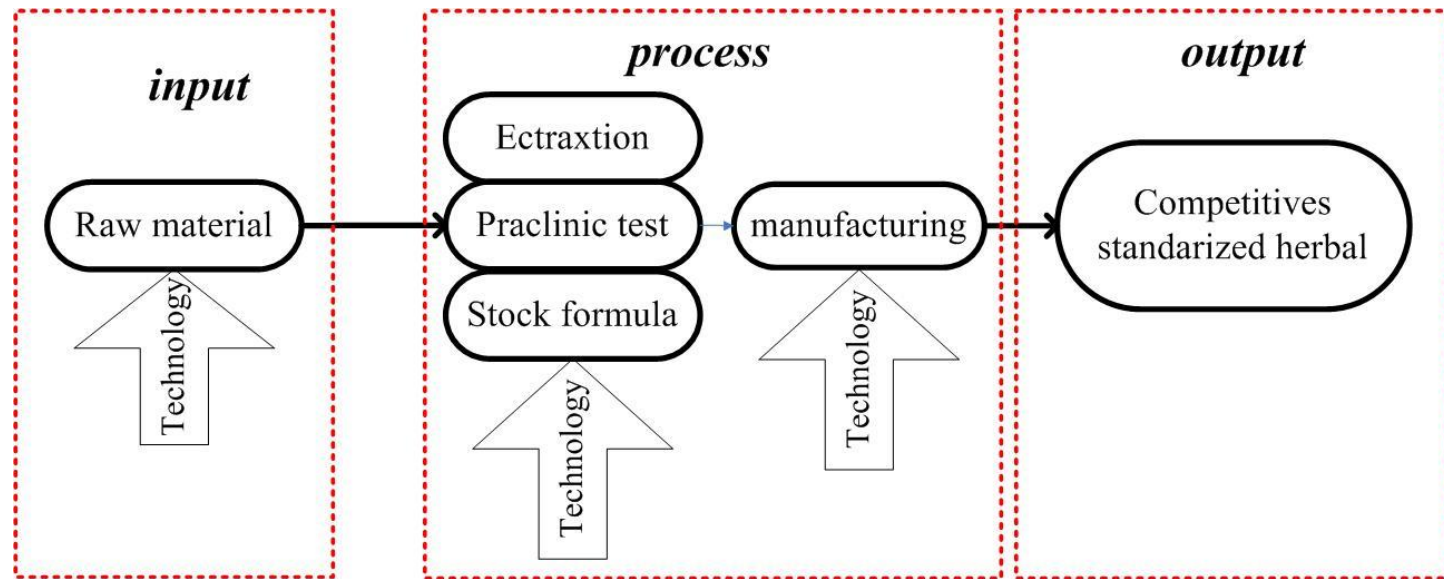 input
Raw material
Technology
process
Ectraxtion
Praclinic test
Stock formula
Technology
manufacturing
Technology
output
Competitives
standarized herbal